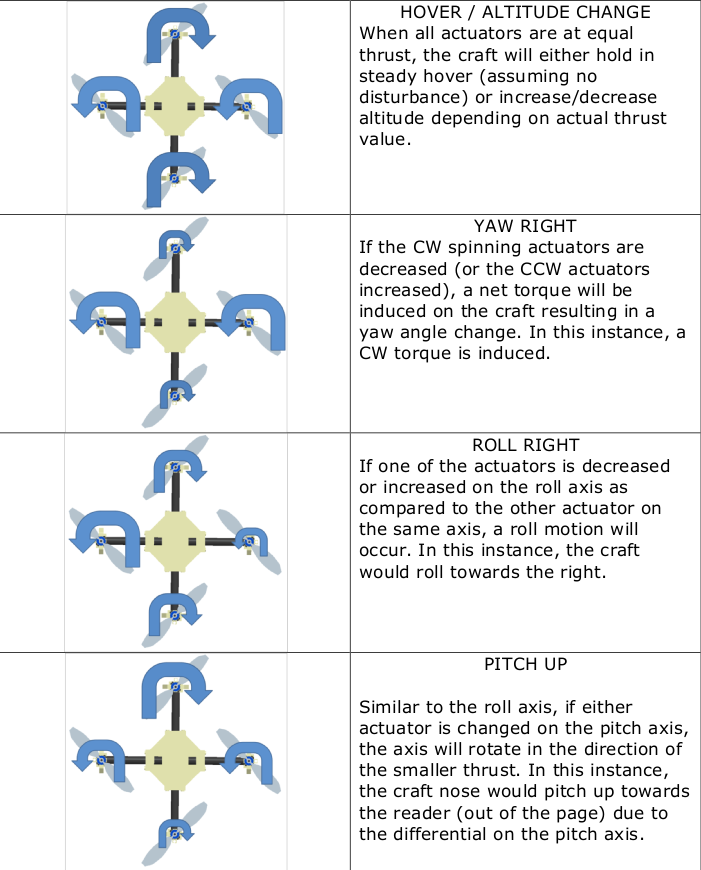 HOVER / ALTITUDE CHANGE
When all actuators are at equal
thrust, the craft will either hold in
steady hover (assuming no
disturbance) or increase/decrease
altitude depending on actual thrust
value.
YAW RIGHT
If the CW spinning actuators are
decreased (or the CCW actuators
increased), a net torque will be
induced on the craft resulting in a
yaw angle change. In this instance, a
CW torque is induced.
ROLL RIGHT
If one of the actuators is decreased
or increased on the roll axis as
compared to the other actuator on
the same axis, a roll motion will
occur. In this instance, the craft
would roll towards the right.
PITCH UP
Similar to the roll axis, if either
actuator is changed on the pitch axis,
the axis will rotate in the direction of
the smaller thrust. In this instance,
the craft nose would pitch up towards
the reader (out of the page) due to
the differential on the pitch axis.